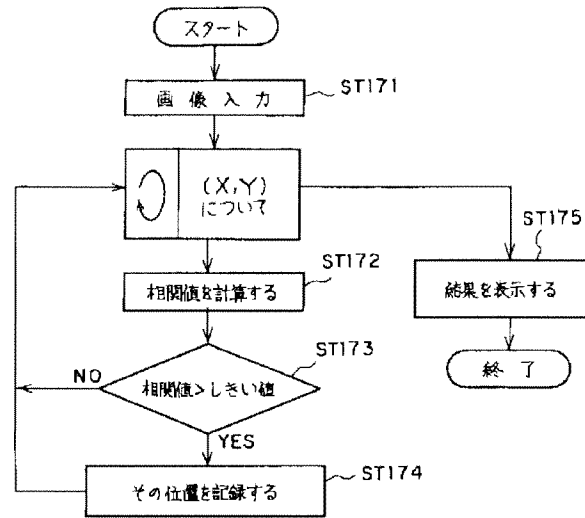 スタート
画像入力
ST171
(X,Y)
について
ST175
ST172
相関値を計算する
結果を表示する
ST173
NO
相関値>しきい値
終了
YES
ST174
その位置を記録する